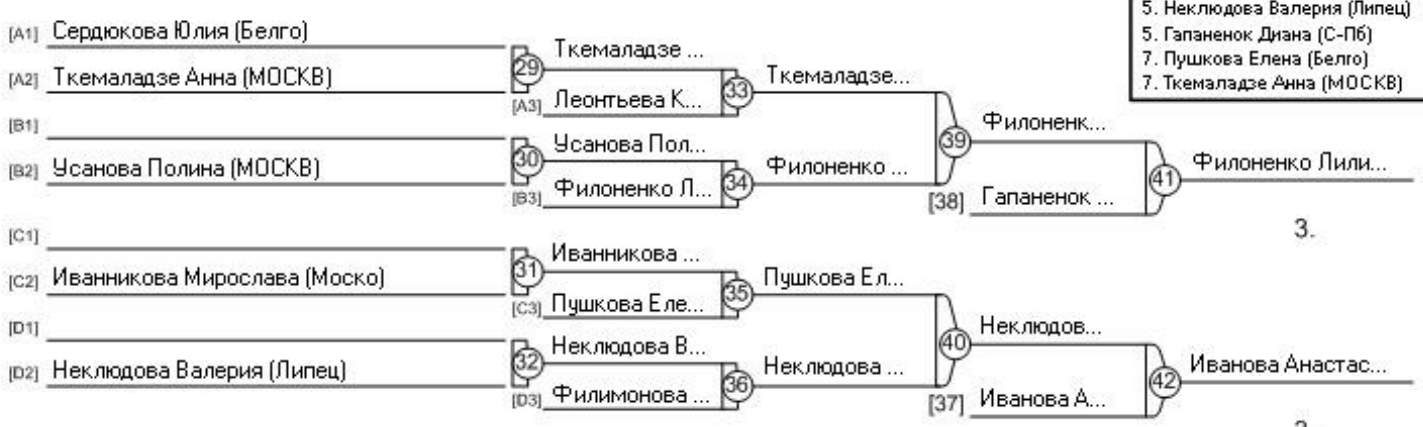 5. Неклюдова Валерия (Липец)
5. Гапаненок Диана (С-Пб)
7. Пушкова Елена (Белго)
7. Ткемаладзе Анна (МОСКВ)
[A1] Сердюкова Юлия (Белго)
[A2] Ткемаладзе Анна (МОСКВ)
29
Ткемаладзе ...
[A3] Леонтьева К...
33
Ткемаладзе...
[B1]
[B2] Усанова Полина (МОСКВ)
30
Усанова Пол...
[B3] Филоненко Л...
34
Филоненко ...
39
Филоненк...
[38] Гапаненок ...
41
Филоненко Лили...
3.
[C1]
[C2] Иванникова Мирослава (Моско)
31
Иванникова ...
[C3] Пушкова Еле...
35
Пушкова Ел...
[D1]
[D2] Неклюдова Валерия (Липец)
32
Неклюдова В...
[D3] Филимонова ...
36
Неклюдова ...
40
Неклюдов...
[37] Иванова А...
42
Иванова Анастас...